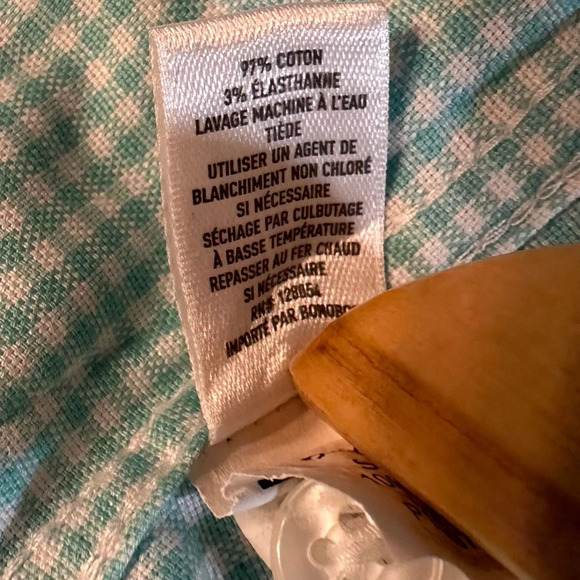 97% COTON
3% ÉLASTHANNE
LAVAGE MACHINE À L'EAU
TIÈDE
UTILISER UN AGENT DE
BLANCHIMENT NON CHLORÉ
SI NÉCESSAIRE
SÉCHAGE PAR CULBUTAGE
À BASSE TEMPÉRATURE
REPASSER AU FER CHAUD
SI NÉCESSAIRE
RN# 128054
IMPORTÉ PAR